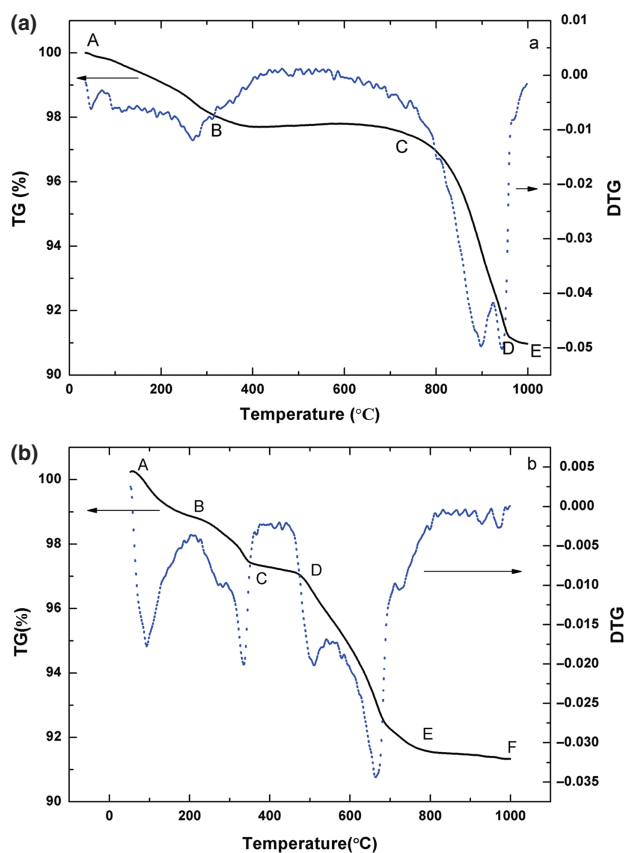 (a)
A
a
B
C
D
E
100
98
96
94
92
90
TG (%)
0.01
0.00
−0.01
−0.02
−0.03
−0.04
−0.05
DTG
0
200
400
600
800
1000
Temperature (°C)
(b)
A
b
B
C
D
E
F
100
98
96
94
92
90
TG(%)
0.005
0.000
−0.005
−0.010
−0.015
−0.020
−0.025
−0.030
−0.035
DTG
0
200
400
600
800
1000
Temperature(°C)